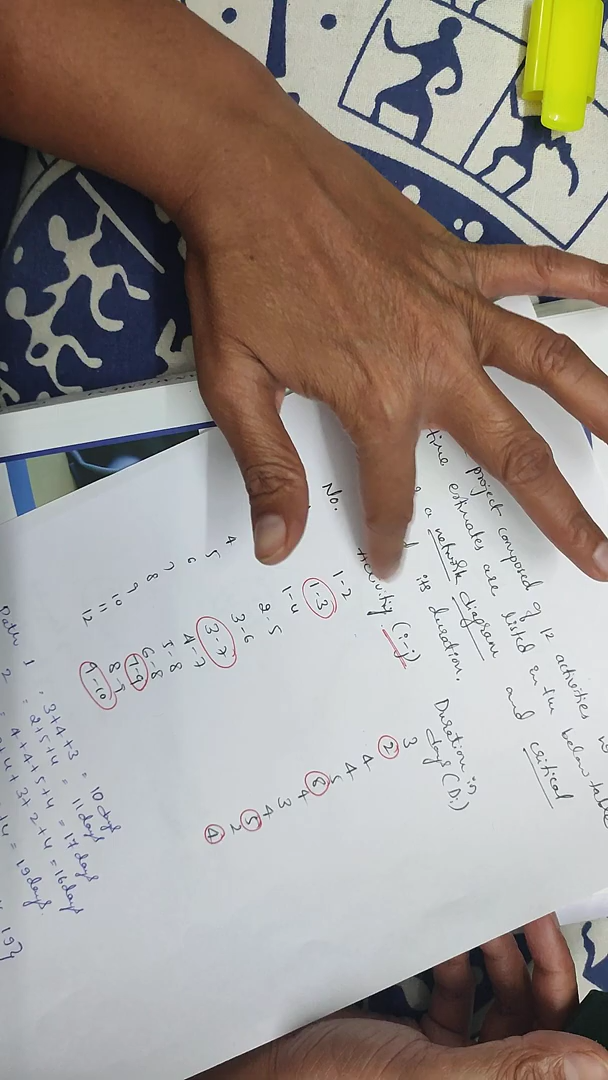 project composed of 12 activities
time estimates are listed in the below table
a network diagram and critical
its duration.
No. Activity (i-j) Duration in days (Di)
1-2 3
1-3 2
1-4 4
4 2-5 4
5 3-6 5
6 3-7 8
7 4-7 4
8 5-8 3
9 6-8 4
10 7-9 5
11 8-9 2
12 9-10 4
Path 1 3+4+3 = 10 days
2 = 2+5+4 = 11 days
= 4+4+5+4 = 17 days
+4+3+2+4 = 16 days
+4 = 19 days.